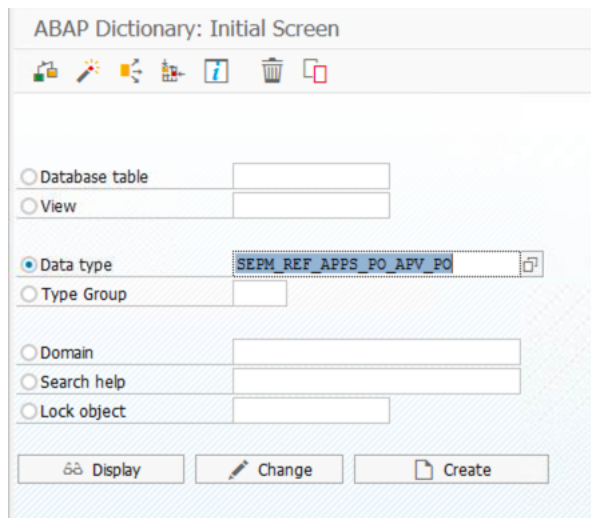 ABAP Dictionary: Initial Screen
Database table
View
Data type SEPM_REF_APPS_PO_APV_PO
Type Group
Domain
Search help
Lock object
Display Change Create